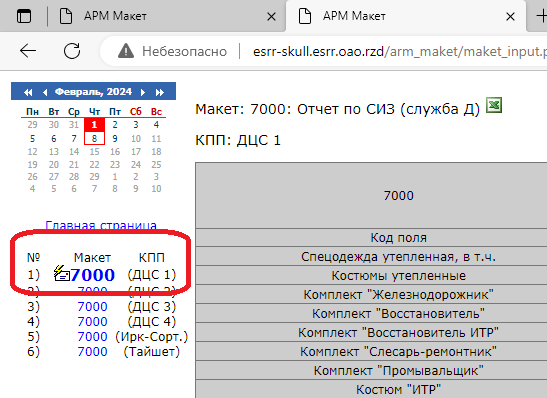 АРМ Макет
АРМ Макет
Небезопасно esrr-skull.esrr.oao.rzd/arm_maket/maket_input.p
Февраль, 2024
Пн Вт Ср Чт Пт Сб Вс
29 30 31 1 2 3 4
5 6 7 8 9 10 11
12 13 14 15 16 17 18
19 20 21 22 23 24 25
26 27 28 29 1 2 3
4 5 6 7 8 9 10
Главная страница
№ Макет КПП
1) 7000 (ДЦС 1)
2) 7000 (ДЦС 2)
3) 7000 (ДЦС 3)
4) 7000 (ДЦС 4)
5) 7000 (Ирк-Сорт.)
6) 7000 (Тайшет)
Макет: 7000: Отчет по СИЗ (служба Д)
КПП: ДЦС 1
7000
Код поля
Спецодежда утепленная, в т.ч.
Костюмы утепленные
Комплект "Железнодорожник"
Комплект "Восстановитель"
Комплект "Восстановитель ИТР"
Комплект "Слесарь-ремонтник"
Комплект "Промывальщик"
Костюм "ИТР"